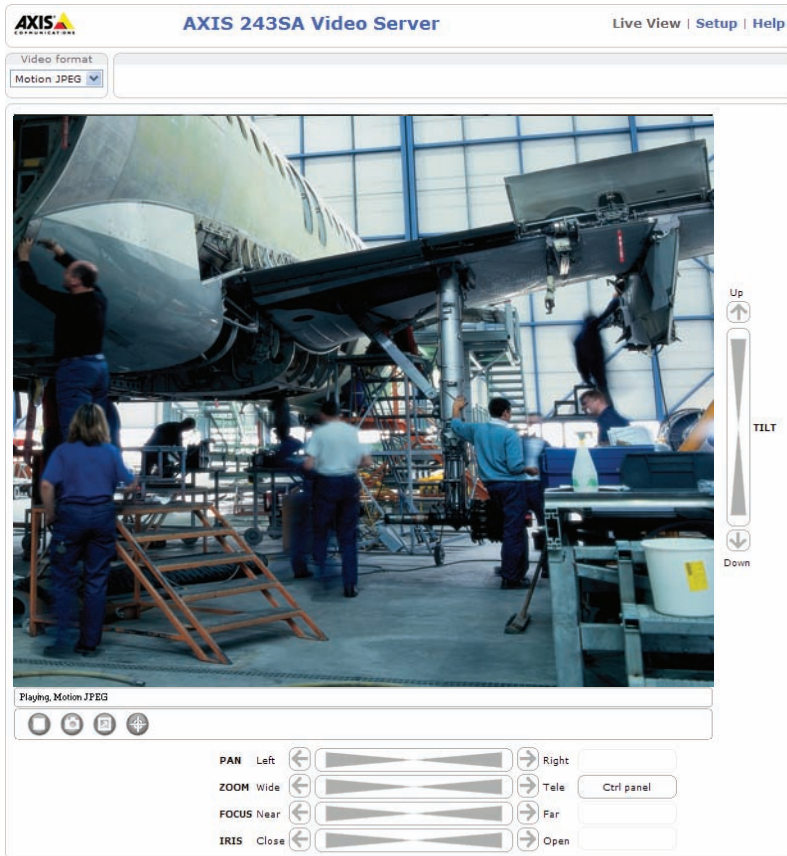 AXIS
COMMUNICATIONS
AXIS 243SA Video Server
Live View | Setup | Help
Video format
Motion JPEG
Up
TILT
Down
Playing, Motion JPEG
PAN Left Right
ZOOM Wide Tele Ctrl panel
FOCUS Near Far
IRIS Close Open